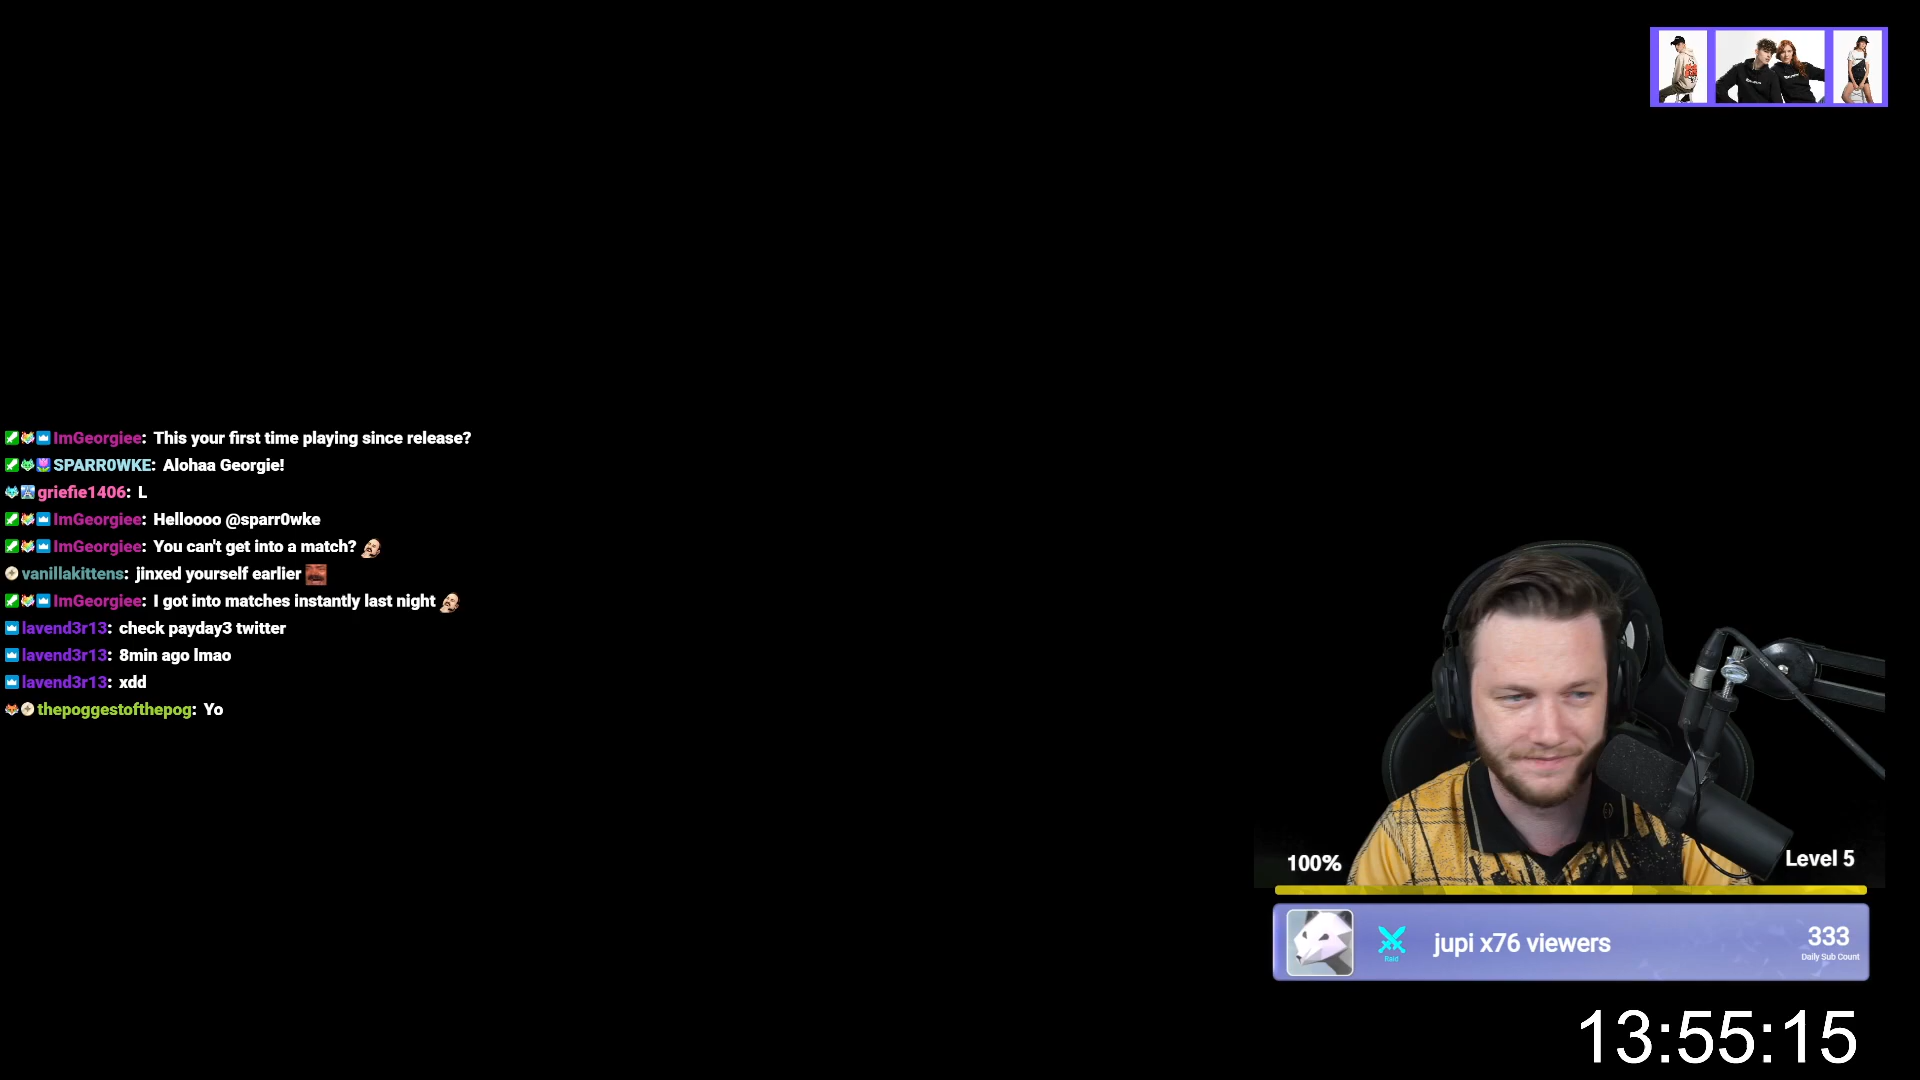 ImGeorgiee: This your first time playing since release?
SPARR0WKE: Alohaa Georgie!
griefie1406: L
ImGeorgiee: Helloooo @sparr0wke
ImGeorgiee: You can't get into a match?
vanillakittens: jinxed yourself earlier
ImGeorgiee: I got into matches instantly last night
lavend3r13: check payday3 twitter
lavend3r13: 8min ago lmao
lavend3r13: xdd
thepoggestofthepog: Yo
100%
Level 5
Raid
jupi x76 viewers
333
Daily Sub Count
13:55:15